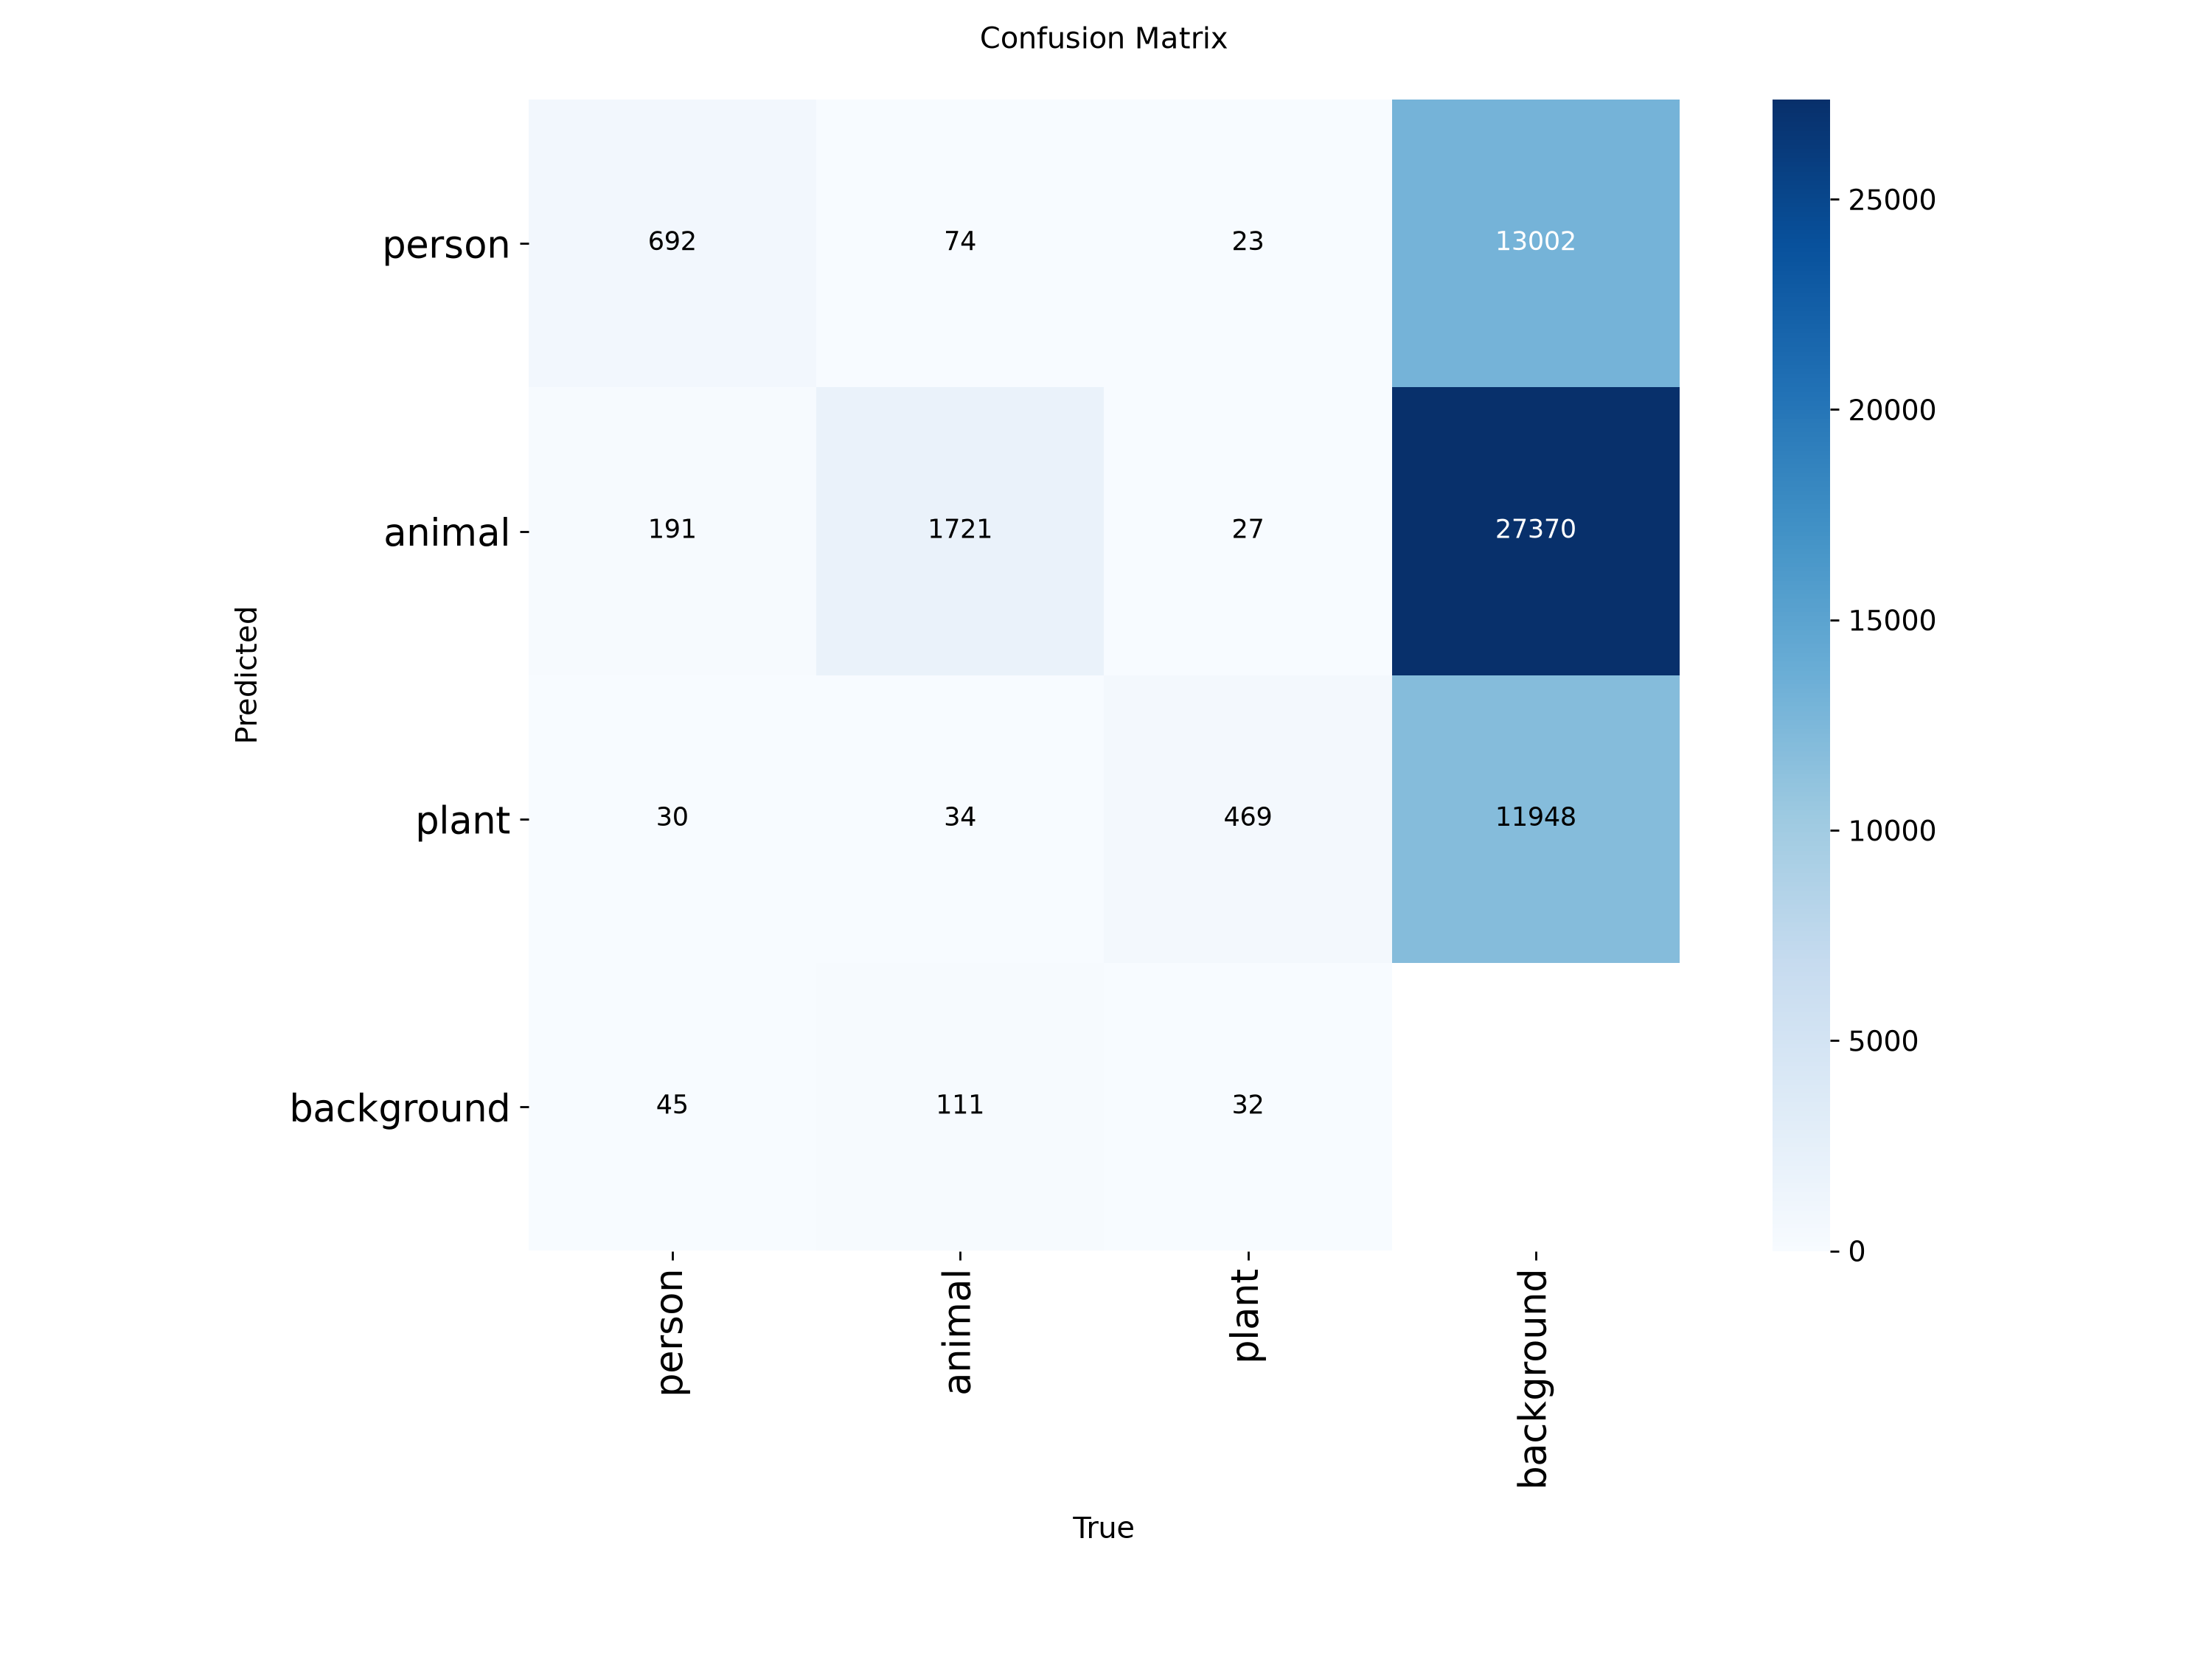 Confusion Matrix
person 692 74 23 13002
animal 191 1721 27 27370
plant 30 34 469 11948
background 45 111 32
person animal plant background
True
Predicted
25000
20000
15000
10000
5000
0